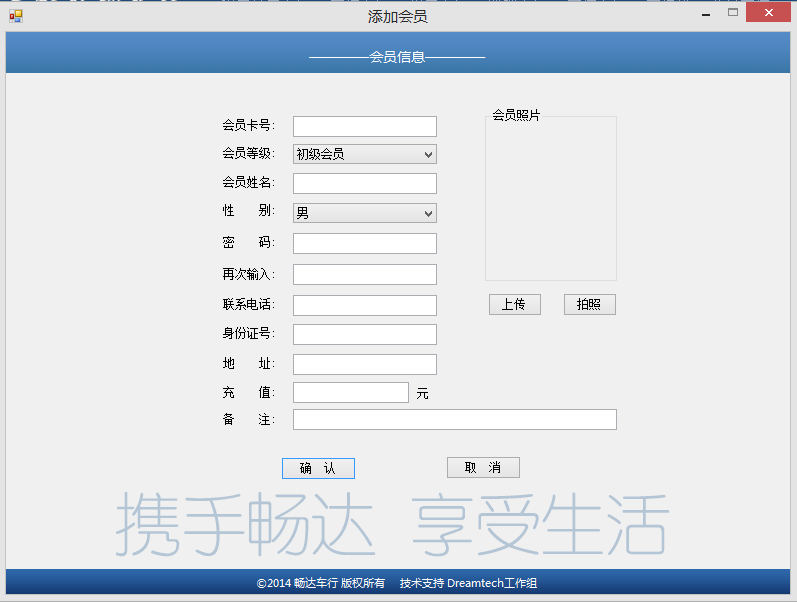 添加会员
会员信息
会员卡号：
会员照片
会员等级： 初级会员
会员姓名：
性　　别： 男
密　　码：
再次输入：
联系电话：
上传 拍照
身份证号：
地　　址：
充　　值： 元
备　　注：
确　认 取　消
携手畅达 享受生活
©2014 畅达车行 版权所有 技术支持 Dreamtech工作组